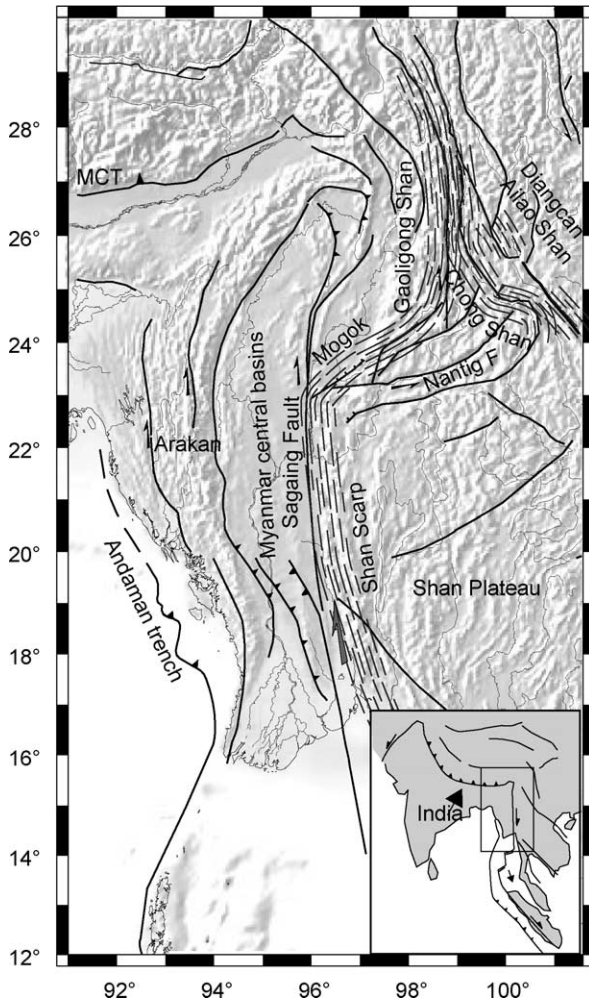 28°
26°
24°
22°
20°
18°
16°
14°
12°
92°
94°
96°
98°
100°
MCT
Gaoligong Shan
Diangcan
Ailao Shan
Chong Shan
Mogok
Nantig F
Myanmar central basins
Sagaing Fault
Arakan
Shan Scarp
Andaman trench
Shan Plateau
India